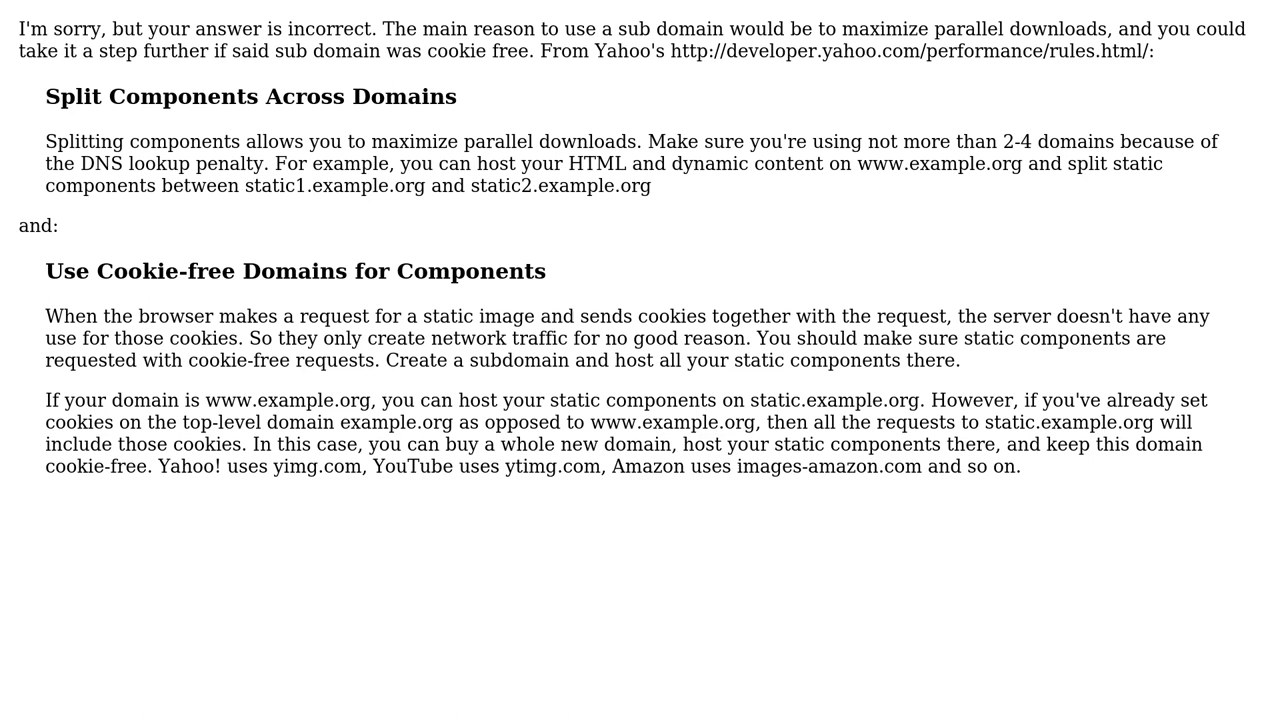 I'm sorry, but your answer is incorrect. The main reason to use a sub domain would be to maximize parallel downloads, and you could
take it a step further if said sub domain was cookie free. From Yahoo's http://developer.yahoo.com/performance/rules.html/:
Split Components Across Domains
Splitting components allows you to maximize parallel downloads. Make sure you're using not more than 2-4 domains because of
the DNS lookup penalty. For example, you can host your HTML and dynamic content on www.example.org and split static
components between static1.example.org and static2.example.org
and:
Use Cookie-free Domains for Components
When the browser makes a request for a static image and sends cookies together with the request, the server doesn't have any
use for those cookies. So they only create network traffic for no good reason. You should make sure static components are
requested with cookie-free requests. Create a subdomain and host all your static components there.
If your domain is www.example.org, you can host your static components on static.example.org. However, if you've already set
cookies on the top-level domain example.org as opposed to www.example.org, then all the requests to static.example.org will
include those cookies. In this case, you can buy a whole new domain, host your static components there, and keep this domain
cookie-free. Yahoo! uses yimg.com, YouTube uses ytimg.com, Amazon uses images-amazon.com and so on.